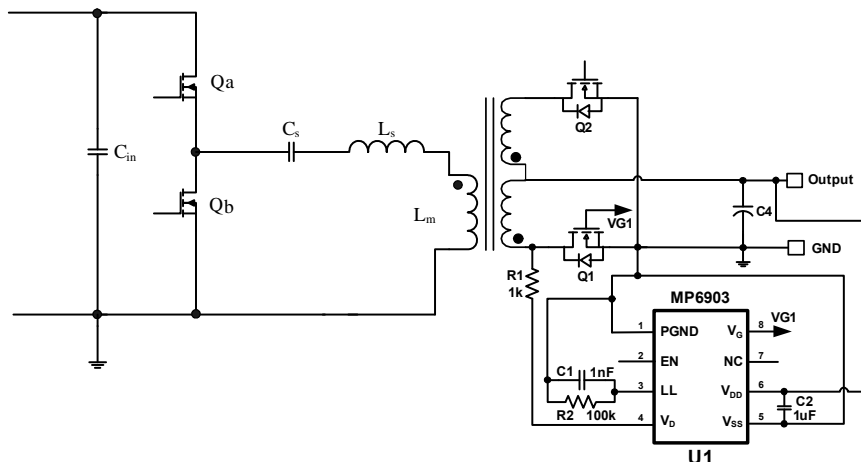 Qa
Q2
Cs
Ls
Cin
Output
Qb
Lm
C4
VG1
GND
R1
1k
Q1
MP6903
1 PGND
VG 8
VG1
2 EN
NC 7
C1 1nF
3 LL
VDD 6
C2
1uF
R2 100k
4 VD
VSS 5
U1